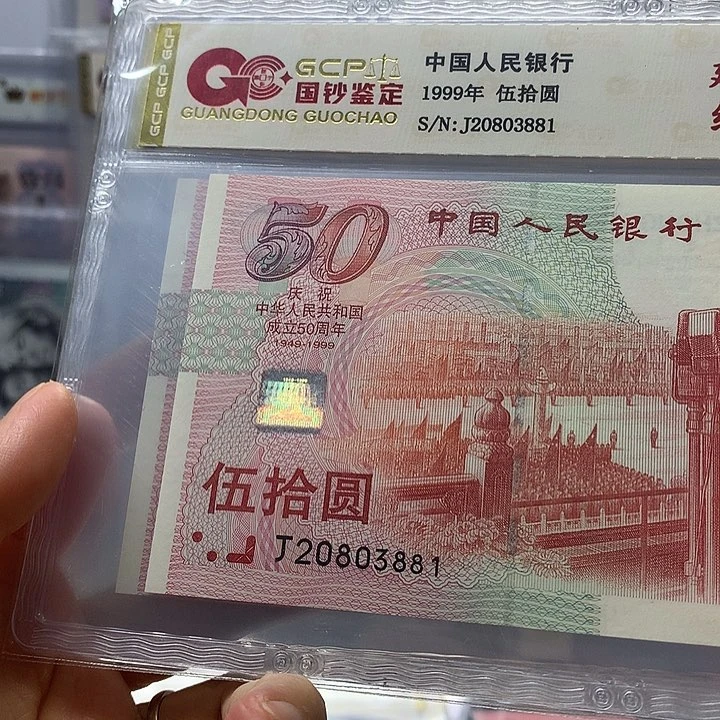 GCP GCP GCP
GCP
国钞鉴定
GUANGDONG GUOCHAO
中国人民银行
1999年 伍拾圆
S/N: J20803881
50
中国人民银行
庆祝
中华人民共和国
成立50周年
1949-1999
伍拾圆
J20803881